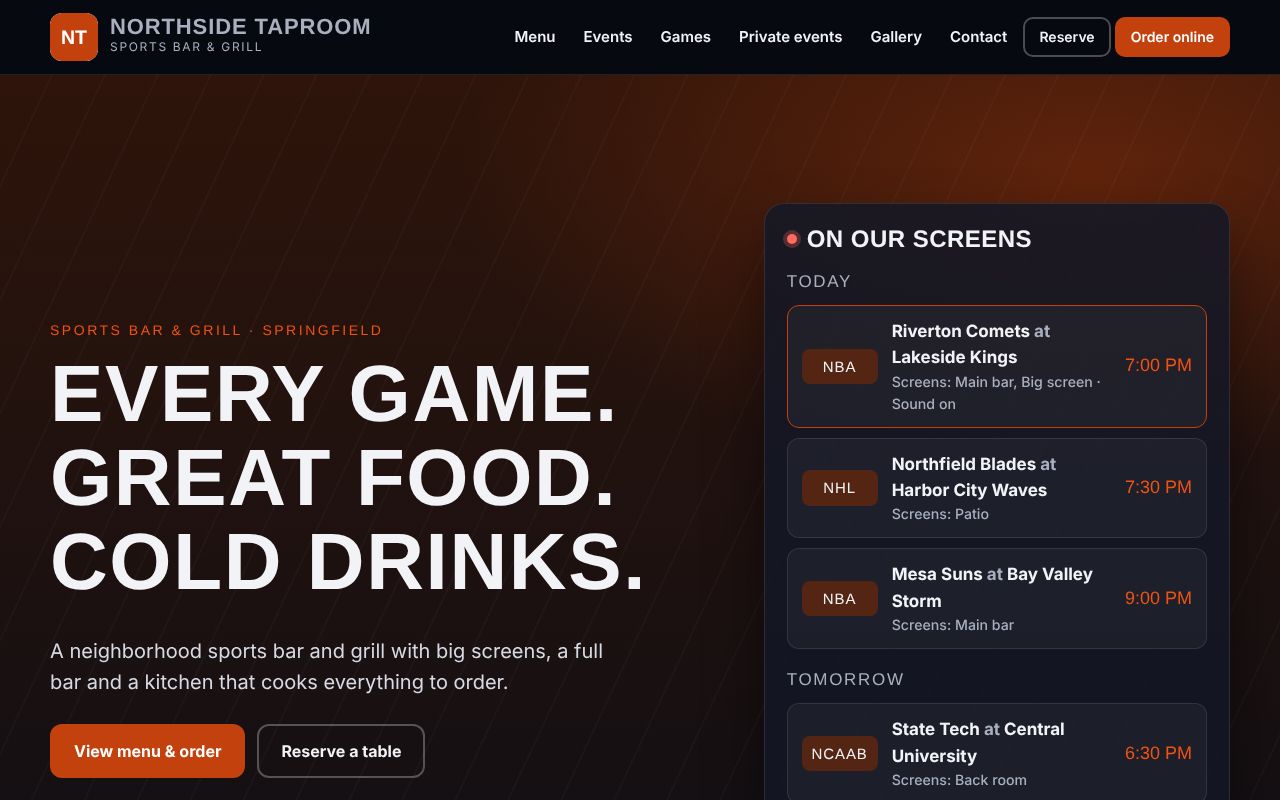 NT
NORTHSIDE TAPROOM
SPORTS BAR & GRILL
Menu
Events
Games
Private events
Gallery
Contact
Reserve
Order online
SPORTS BAR & GRILL · SPRINGFIELD
EVERY GAME.
GREAT FOOD.
COLD DRINKS.
A neighborhood sports bar and grill with big screens, a full
bar and a kitchen that cooks everything to order.
View menu & order
Reserve a table
ON OUR SCREENS
TODAY
NBA
Riverton Comets at
Lakeside Kings
Screens: Main bar, Big screen ·
Sound on
7:00 PM
NHL
Northfield Blades at
Harbor City Waves
Screens: Patio
7:30 PM
NBA
Mesa Suns at Bay Valley
Storm
Screens: Main bar
9:00 PM
TOMORROW
NCAAB
State Tech at Central
University
Screens: Back room
6:30 PM